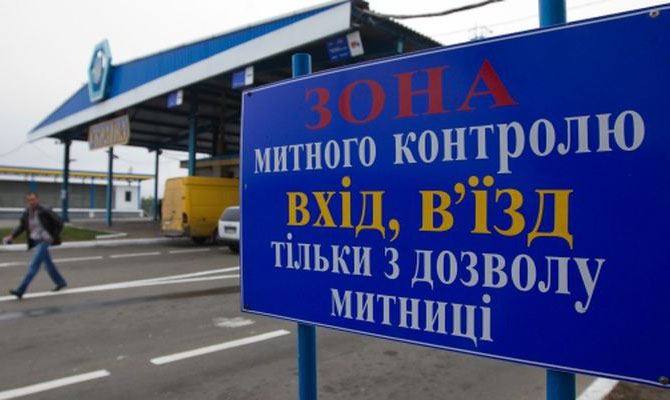 ЗОНА
МИТНОГО КОНТРОЛЮ
ВХІД, В'ЇЗД
ТІЛЬКИ З ДОЗВОЛУ
МИТНИЦІ